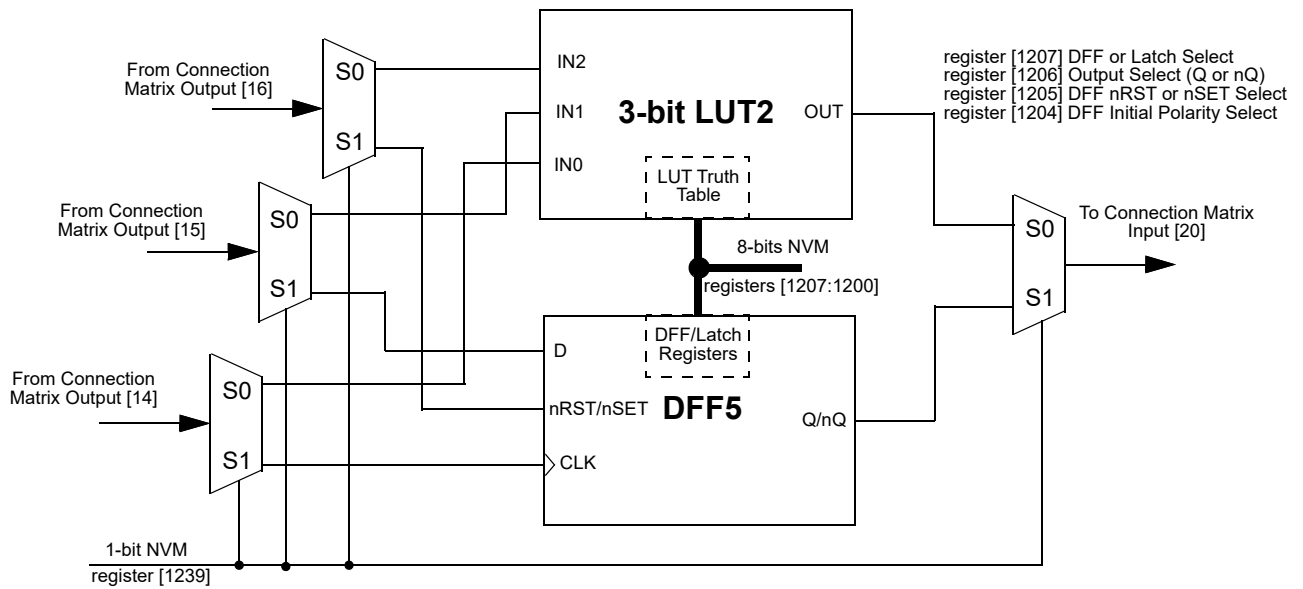 From Connection
Matrix Output [16]
S0
S1
IN2
IN1
IN0
3-bit LUT2
OUT
LUT Truth
Table
register [1207] DFF or Latch Select
register [1206] Output Select (Q or nQ)
register [1205] DFF nRST or nSET Select
register [1204] DFF Initial Polarity Select
From Connection
Matrix Output [15]
S0
S1
8-bits NVM
registers [1207:1200]
To Connection Matrix
Input [20]
S0
S1
From Connection
Matrix Output [14]
S0
S1
D
nRST/nSET
CLK
DFF/Latch
Registers
DFF5
Q/nQ
1-bit NVM
register [1239]